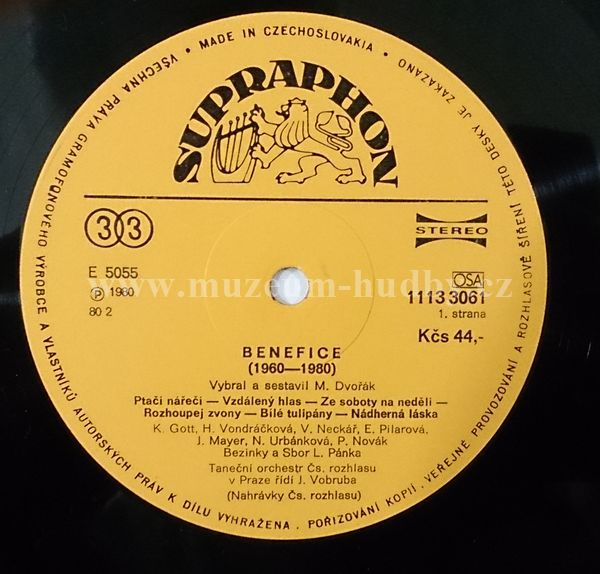 VŠECHNA PRÁVA GRAMOFONOVÉHO VÝROBCE A VLASTNÍKŮ AUTORSKÝCH PRÁV K DÍLU VYHRAŽENA . POŘIZOVÁNÍ KOPIÍ , VEŘEJNÉ PROVOZOVÁNÍ A ROZHLASOVÉ ŠÍŘENÍ TÉTO DESKY JE ZAKÁZÁNO
• MADE IN CZECHOSLOVAKIA •
SUPRAPHON
33
STEREO
E 5055
℗ 1980
80 2
OSA
1113 3061
1. strana
Kčs 44,-
www.muzeom-hudby.cz
BENEFICE
(1960—1980)
Vybral a sestavil M. Dvořák
Ptačí nářečí — Vzdálený hlas — Ze soboty na neděli —
Rozhoupej zvony — Bílé tulipány — Nádherná láska
K. Gott, H. Vondráčková, V. Neckář, E. Pilarová,
J. Mayer, N. Urbánková, P. Novák
Bezinky a Sbor L. Pánka
Taneční orchestr Čs. rozhlasu
v Praze řídí J. Vobruba
(Nahrávky Čs. rozhlasu)